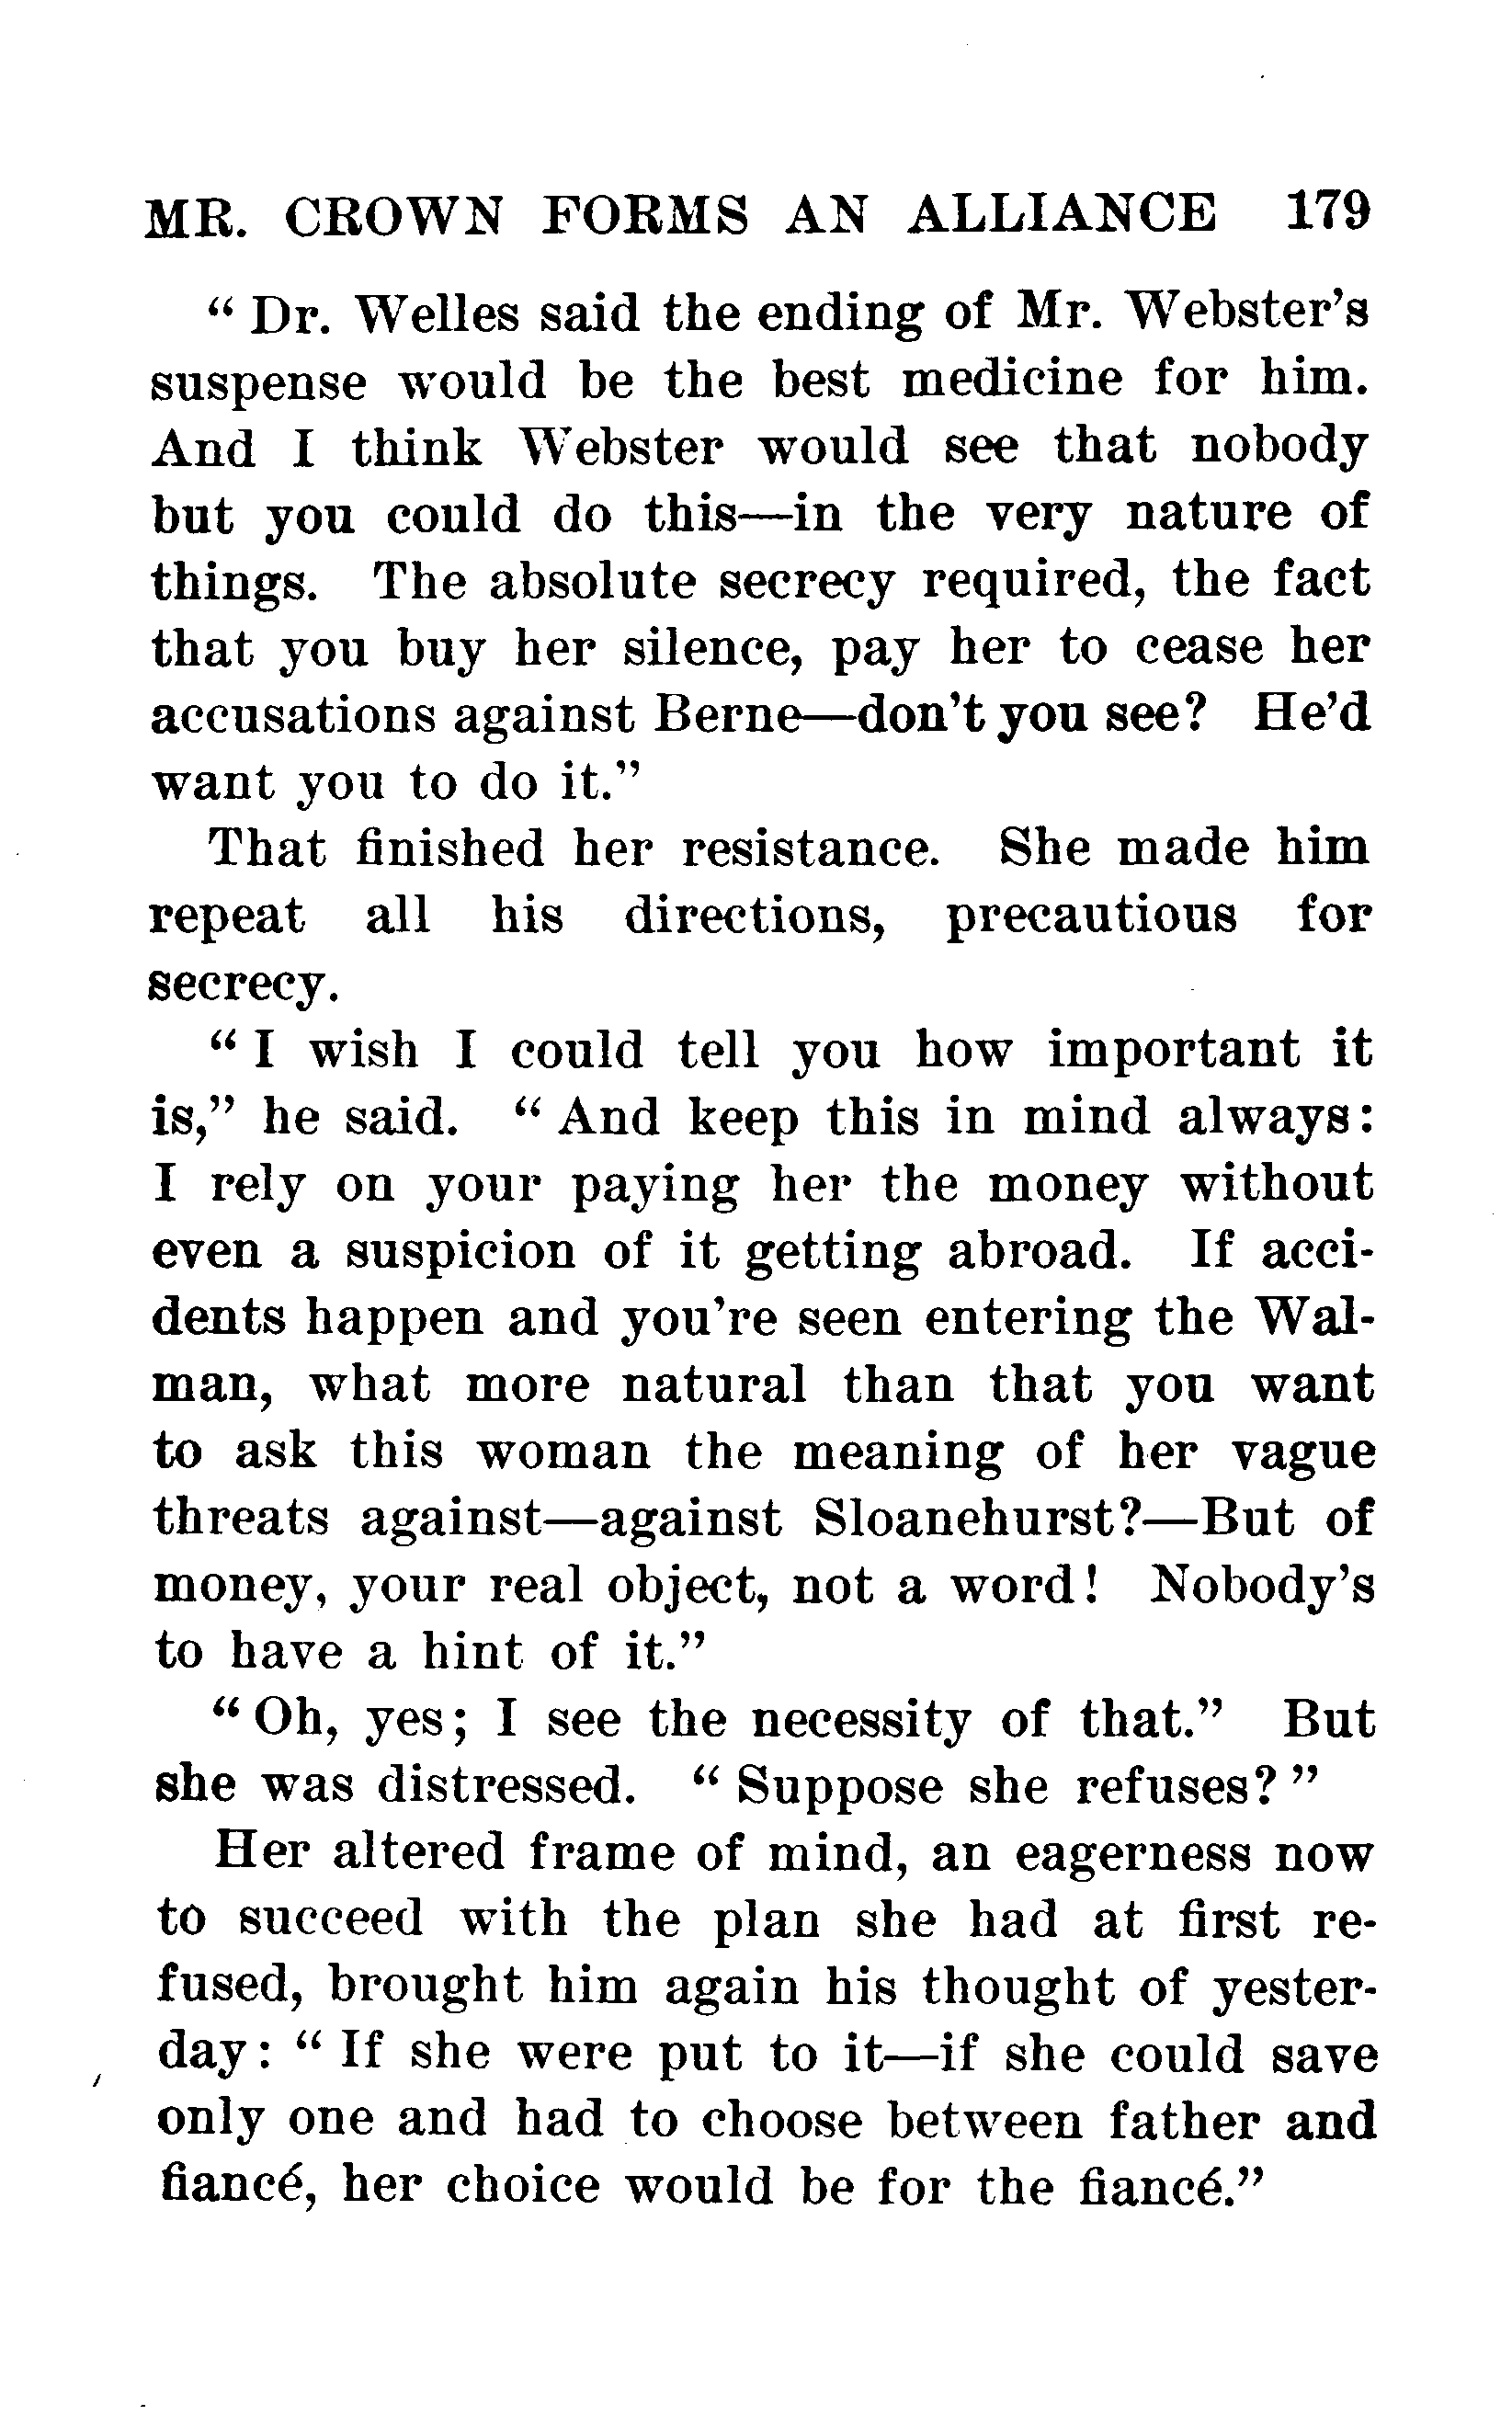 MR. CROWN FORMS AN ALLIANCE 179
“ Dr. Welles said the ending of Mr. Webster’s
suspense would be the best medicine for him.
And I think Webster would see that nobody
but you could do this—in the very nature of
things. The absolute secrecy required, the fact
that you buy her silence, pay her to cease her
accusations against Berne—don’t you see? He’d
want you to do it.”
That finished her resistance. She made him
repeat all his directions, precautious for
secrecy.
“ I wish I could tell you how important it
is,” he said. “ And keep this in mind always:
I rely on your paying her the money without
even a suspicion of it getting abroad. If acci-
dents happen and you’re seen entering the Wal-
man, what more natural than that you want
to ask this woman the meaning of her vague
threats against—against Sloanehurst?—But of
money, your real object, not a word! Nobody’s
to have a hint of it.”
“ Oh, yes; I see the necessity of that.” But
she was distressed. “ Suppose she refuses? ”
Her altered frame of mind, an eagerness now
to succeed with the plan she had at first re-
fused, brought him again his thought of yester-
day: “ If she were put to it—if she could save
only one and had to choose between father and
fiancé, her choice would be for the fiancé.”